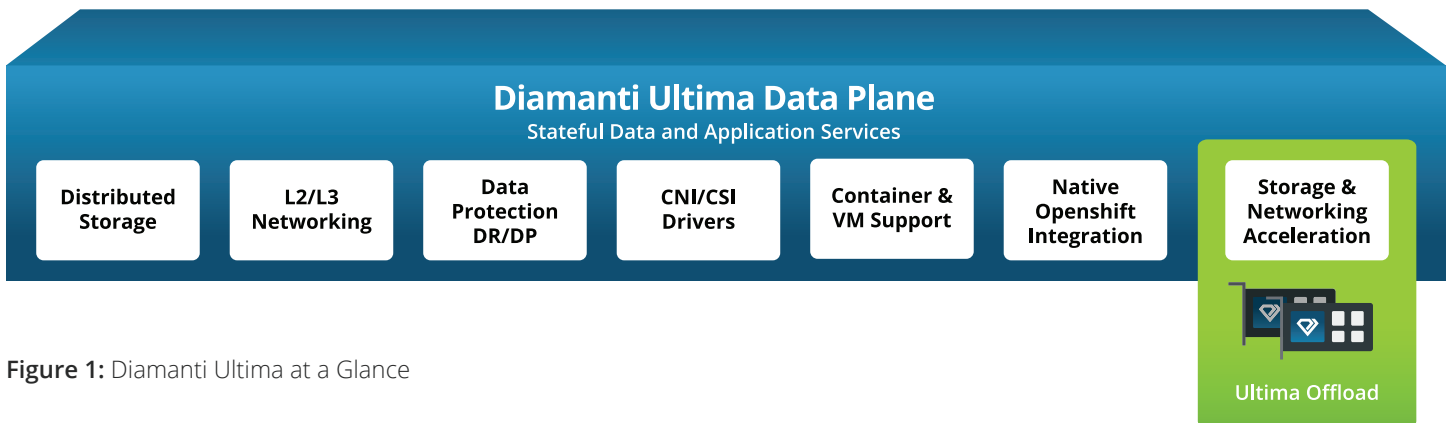 Diamanti Ultima Data Plane
Stateful Data and Application Services
Distributed
Storage
L2/L3
Networking
Data
Protection
DR/DP
CNI/CSI
Drivers
Container &
VM Support
Native
Openshift
Integration
Storage &
Networking
Acceleration
Ultima Offload
Figure 1: Diamanti Ultima at a Glance